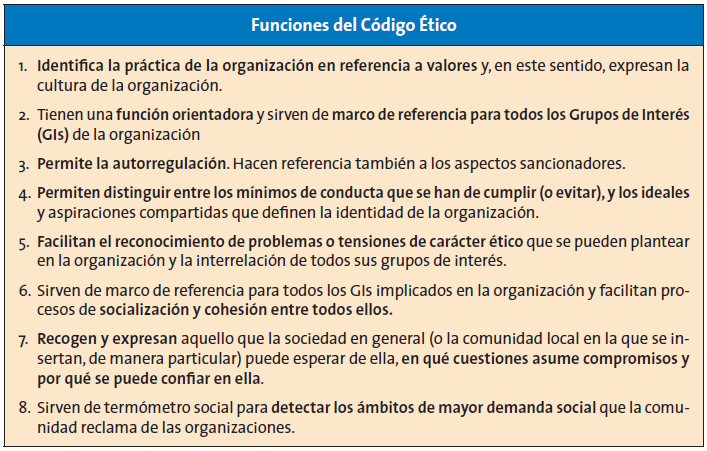 Funciones del Código Ético
1. Identifica la práctica de la organización en referencia a valores y, en este sentido, expresan la
cultura de la organización.
2. Tienen una función orientadora y sirven de marco de referencia para todos los Grupos de Interés
(GIs) de la organización
3. Permite la autorregulación. Hacen referencia también a los aspectos sancionadores.
4. Permiten distinguir entre los mínimos de conducta que se han de cumplir (o evitar), y los ideales
y aspiraciones compartidas que definen la identidad de la organización.
5. Facilitan el reconocimiento de problemas o tensiones de carácter ético que se pueden plantear
en la organización y la interrelación de todos sus grupos de interés.
6. Sirven de marco de referencia para todos los GIs implicados en la organización y facilitan pro-
cesos de socialización y cohesión entre todos ellos.
7. Recogen y expresan aquello que la sociedad en general (o la comunidad local en la que se in-
sertan, de manera particular) puede esperar de ella, en qué cuestiones asume compromisos y
por qué se puede confiar en ella.
8. Sirven de termómetro social para detectar los ámbitos de mayor demanda social que la comu-
nidad reclama de las organizaciones.